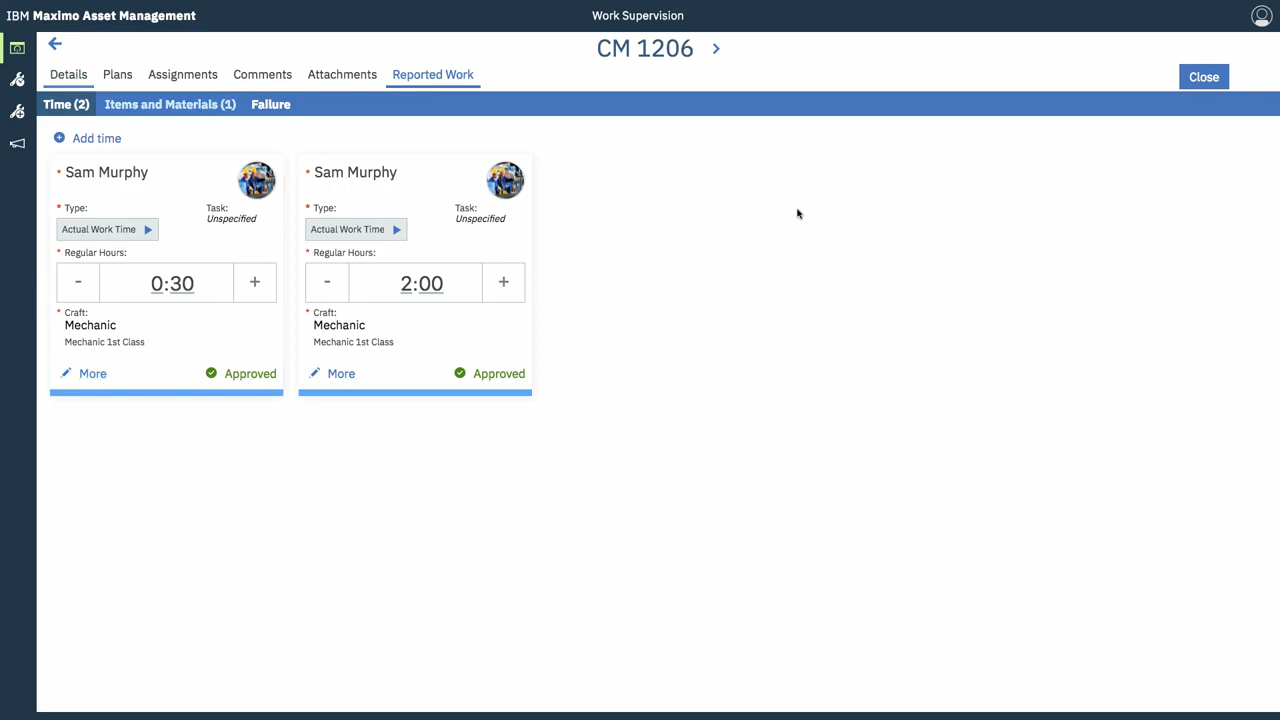 IBM Maximo Asset Management
Work Supervision
CM 1206
Details Plans Assignments Comments Attachments Reported Work
Close
Time (2) Items and Materials (1) Failure
Add time
* Sam Murphy
* Type:
Task:
Unspecified
Actual Work Time
* Regular Hours:
- 0:30 +
* Craft:
Mechanic
Mechanic 1st Class
More
Approved
* Sam Murphy
* Type:
Task:
Unspecified
Actual Work Time
* Regular Hours:
- 2:00 +
* Craft:
Mechanic
Mechanic 1st Class
More
Approved